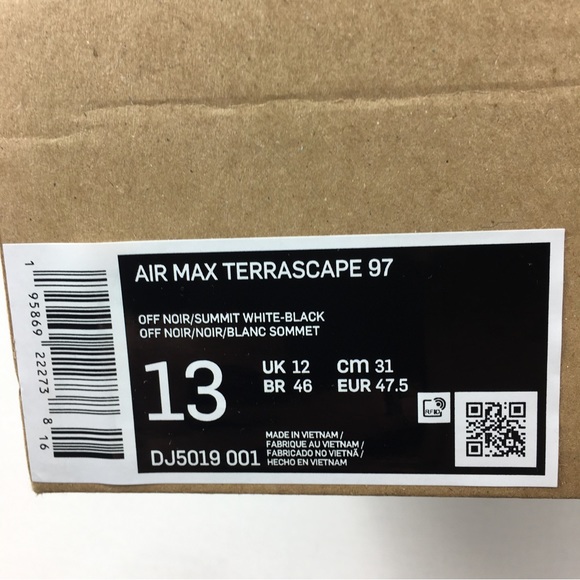 AIR MAX TERRASCAPE 97
OFF NOIR/SUMMIT WHITE-BLACK
OFF NOIR/NOIR/BLANC SOMMET
13
UK 12 CM 31
BR 46 EUR 47.5
DJ5019 001
MADE IN VIETNAM /
FABRIQUE AU VIETNAM /
FABRICADO NO VIETNÃ /
HECHO EN VIETNAM
RFID
1 95869 22273 8 16